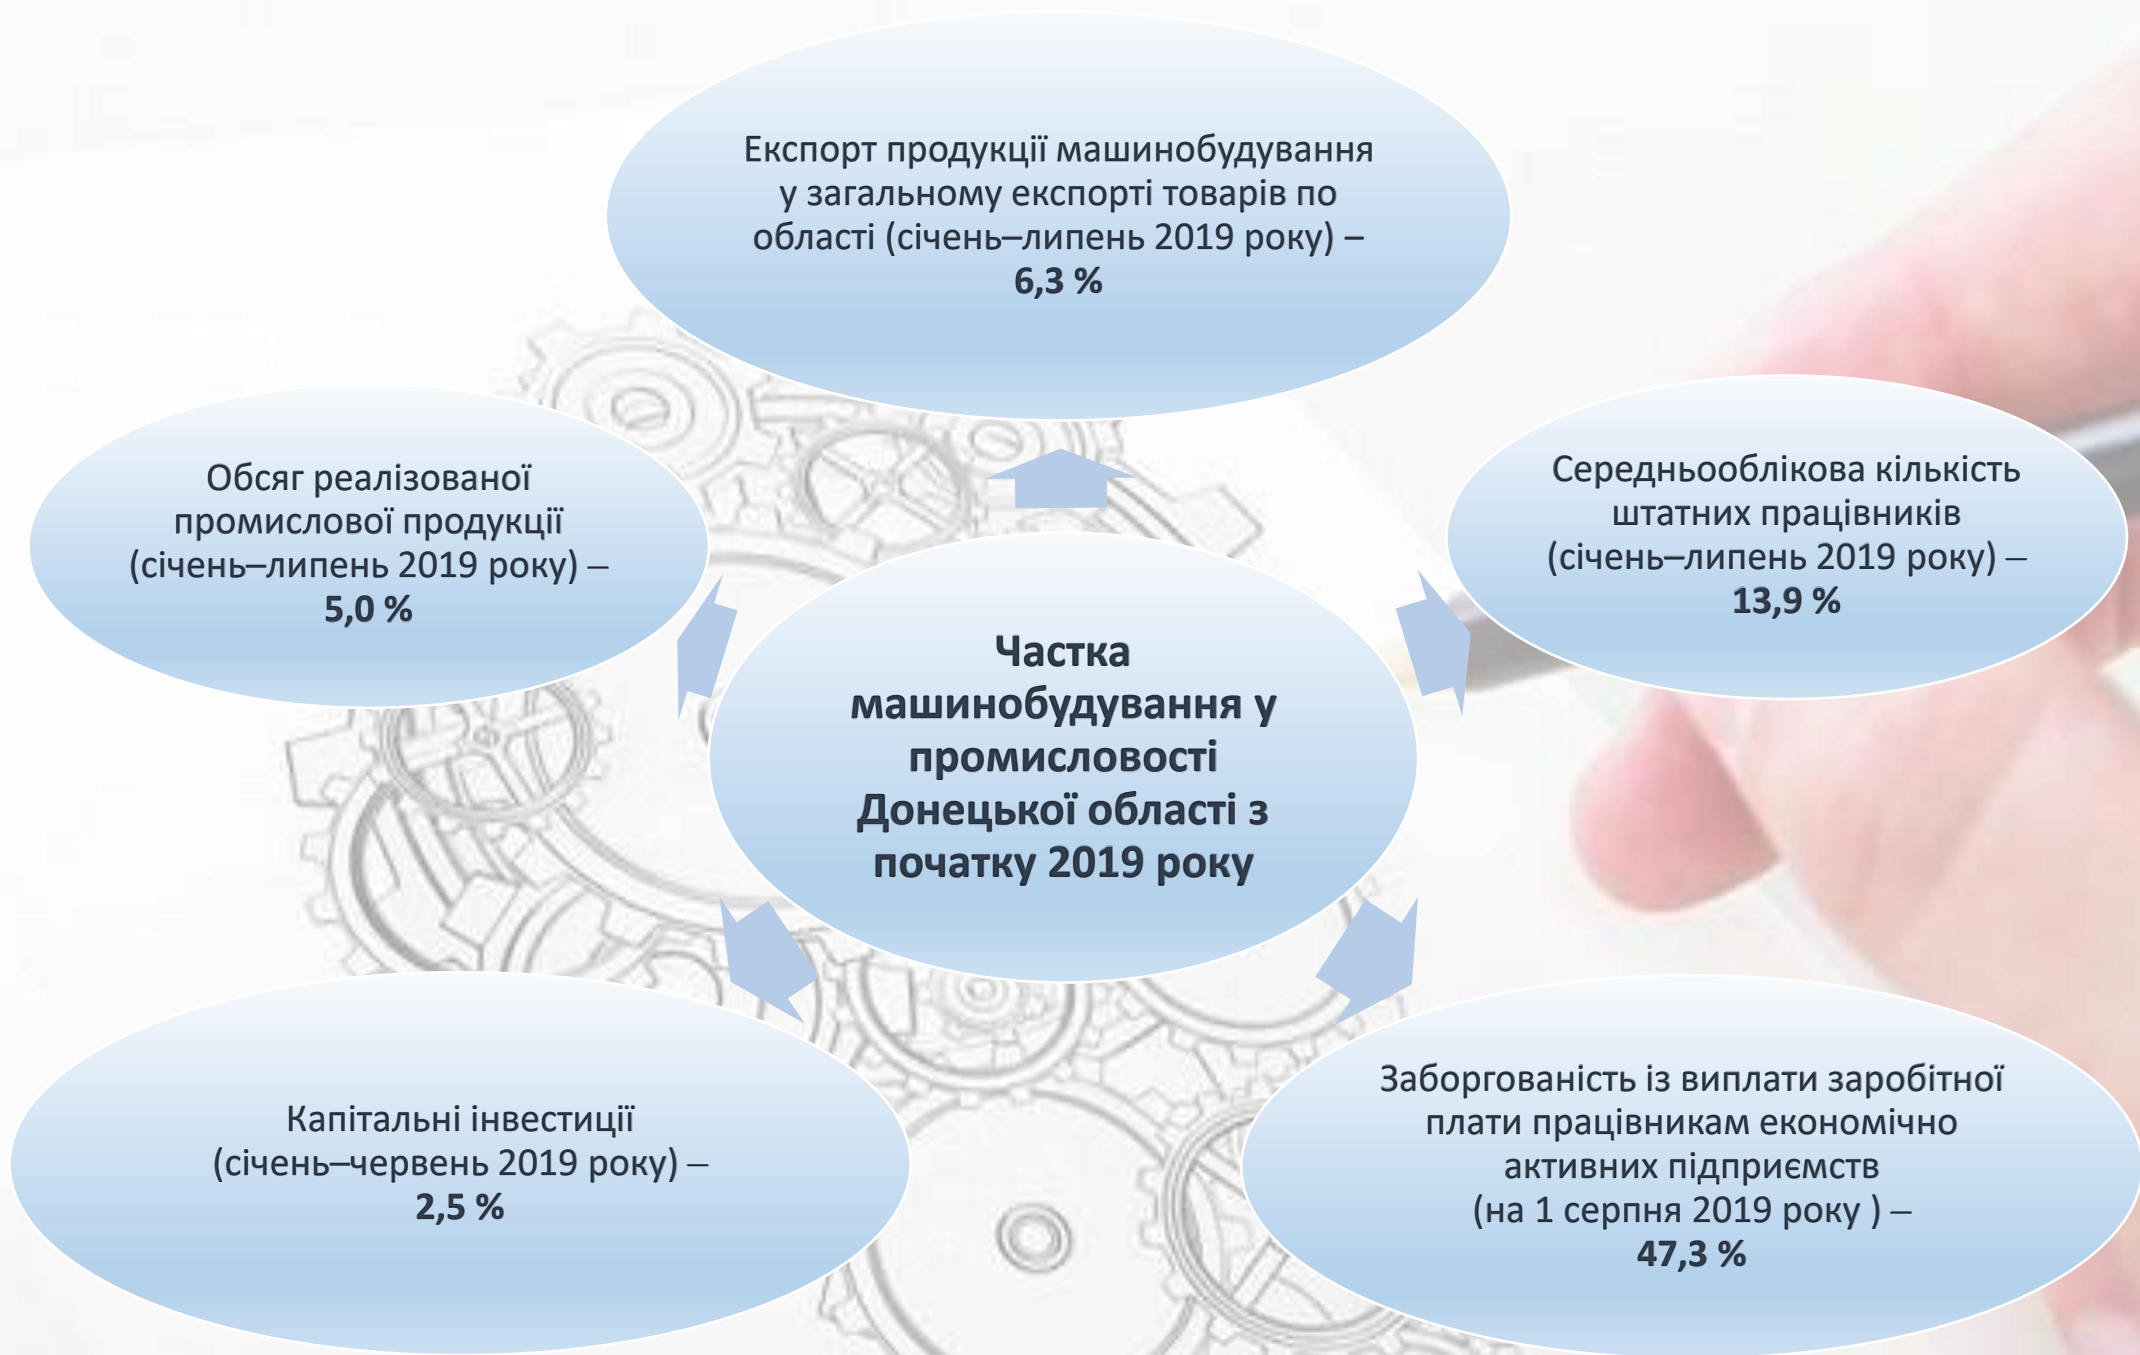 Експорт продукції машинобудування
у загальному експорті товарів по
області (січень–липень 2019 року) –
6,3 %
Обсяг реалізованої
промислової продукції
(січень–липень 2019 року) –
5,0 %
Середньооблікова кількість
штатних працівників
(січень–липень 2019 року) –
13,9 %
Частка
машинобудування у
промисловості
Донецької області з
початку 2019 року
Капітальні інвестиції
(січень–червень 2019 року) –
2,5 %
Заборгованість із виплати заробітної
плати працівникам економічно
активних підприємств
(на 1 серпня 2019 року ) –
47,3 %